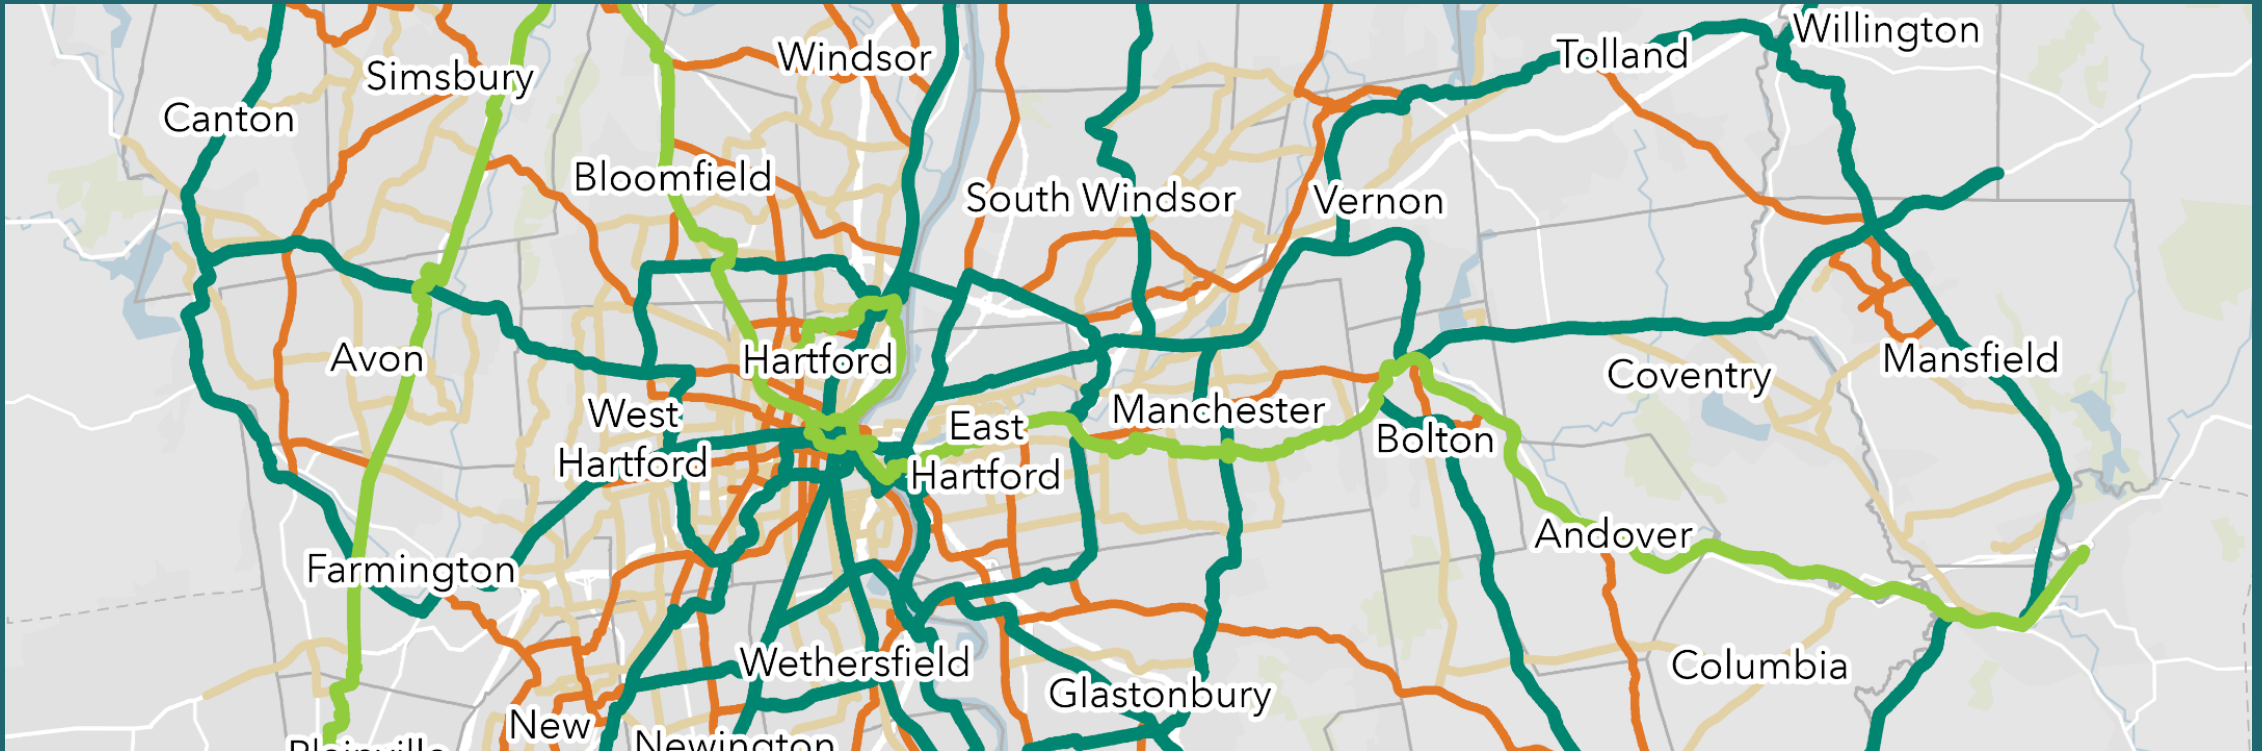 Willington
Windsor
Tolland
Simsbury
Canton
Bloomfield
South Windsor
Vernon
Avon
Hartford
Mansfield
Coventry
West
Hartford
East
Hartford
Manchester
Bolton
Andover
Farmington
Wethersfield
Columbia
Glastonbury
New
Newington
Plainville